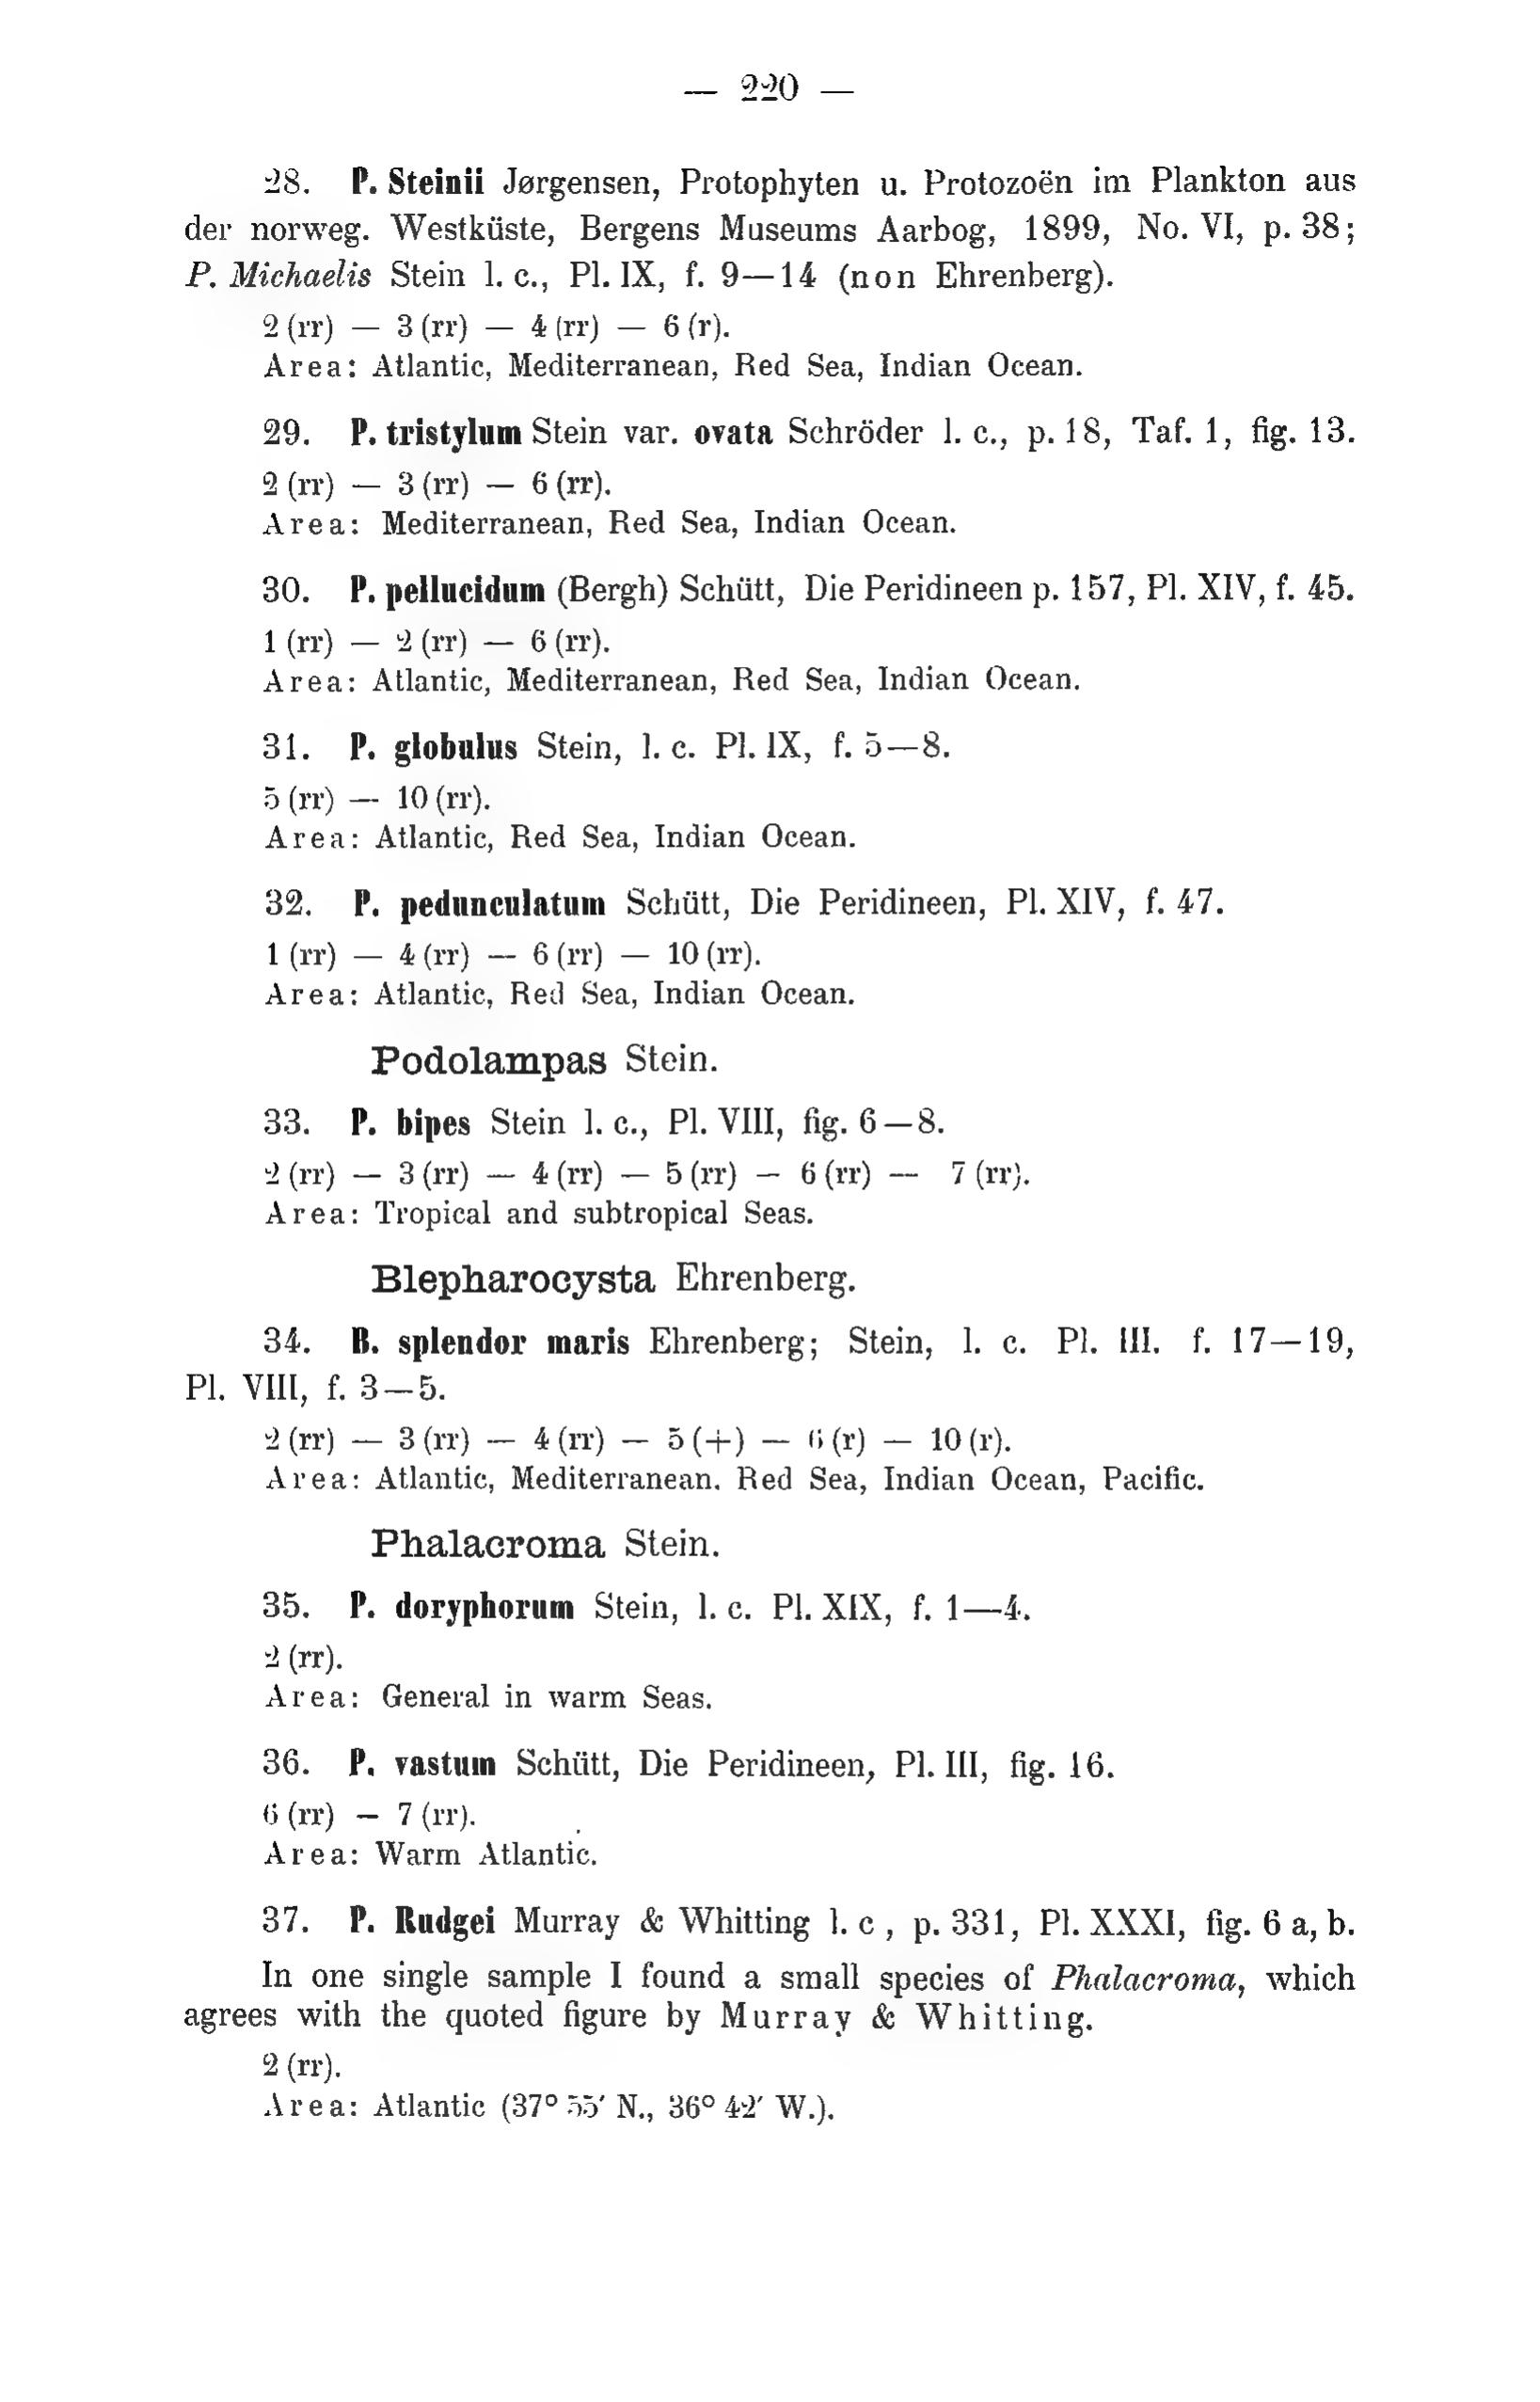 — 220 —
28. P. Steinii Jørgensen, Protophyten u. Protozoën im Plankton aus
der norweg. Westküste, Bergens Museums Aarbog, 1899, No. VI, p. 38;
P. Michaelis Stein l. c., Pl. IX, f. 9—14 (non Ehrenberg).
2 (rr) — 3 (rr) — 4 (rr) — 6 (r).
Area: Atlantic, Mediterranean, Red Sea, Indian Ocean.
29. P. tristylum Stein var. ovata Schröder l. c., p. 18, Taf. 1, fig. 13.
2 (rr) — 3 (rr) — 6 (rr).
Area: Mediterranean, Red Sea, Indian Ocean.
30. P. pellucidum (Bergh) Schütt, Die Peridineen p. 157, Pl. XIV, f. 45.
1 (rr) — 2 (rr) — 6 (rr).
Area: Atlantic, Mediterranean, Red Sea, Indian Ocean.
31. P. globulus Stein, l. c. Pl. IX, f. 5—8.
5 (rr) — 10 (rr).
Area: Atlantic, Red Sea, Indian Ocean.
32. P. pedunculatum Schütt, Die Peridineen, Pl. XIV, f. 47.
1 (rr) — 4 (rr) — 6 (rr) — 10 (rr).
Area: Atlantic, Red Sea, Indian Ocean.
Podolampas Stein.
33. P. bipes Stein l. c., Pl. VIII, fig. 6—8.
2 (rr) — 3 (rr) — 4 (rr) — 5 (rr) — 6 (rr) — 7 (rr).
Area: Tropical and subtropical Seas.
Blepharocysta Ehrenberg.
34. B. splendor maris Ehrenberg; Stein, l. c. Pl. III. f. 17—19,
Pl. VIII, f. 3—5.
2 (rr) — 3 (rr) — 4 (rr) — 5 (+) — 6 (r) — 10 (r).
Area: Atlantic, Mediterranean. Red Sea, Indian Ocean, Pacific.
Phalacroma Stein.
35. P. doryphorum Stein, l. c. Pl. XIX, f. 1—4.
2 (rr).
Area: General in warm Seas.
36. P. vastum Schütt, Die Peridineen, Pl. III, fig. 16.
6 (rr) — 7 (rr).
Area: Warm Atlantic.
37. P. Rudgei Murray & Whitting l. c , p. 331, Pl. XXXI, fig. 6 a, b.
In one single sample I found a small species of Phalacroma, which
agrees with the quoted figure by Murray & Whitting.
2 (rr).
Area: Atlantic (37° 55′ N., 36° 42′ W.).